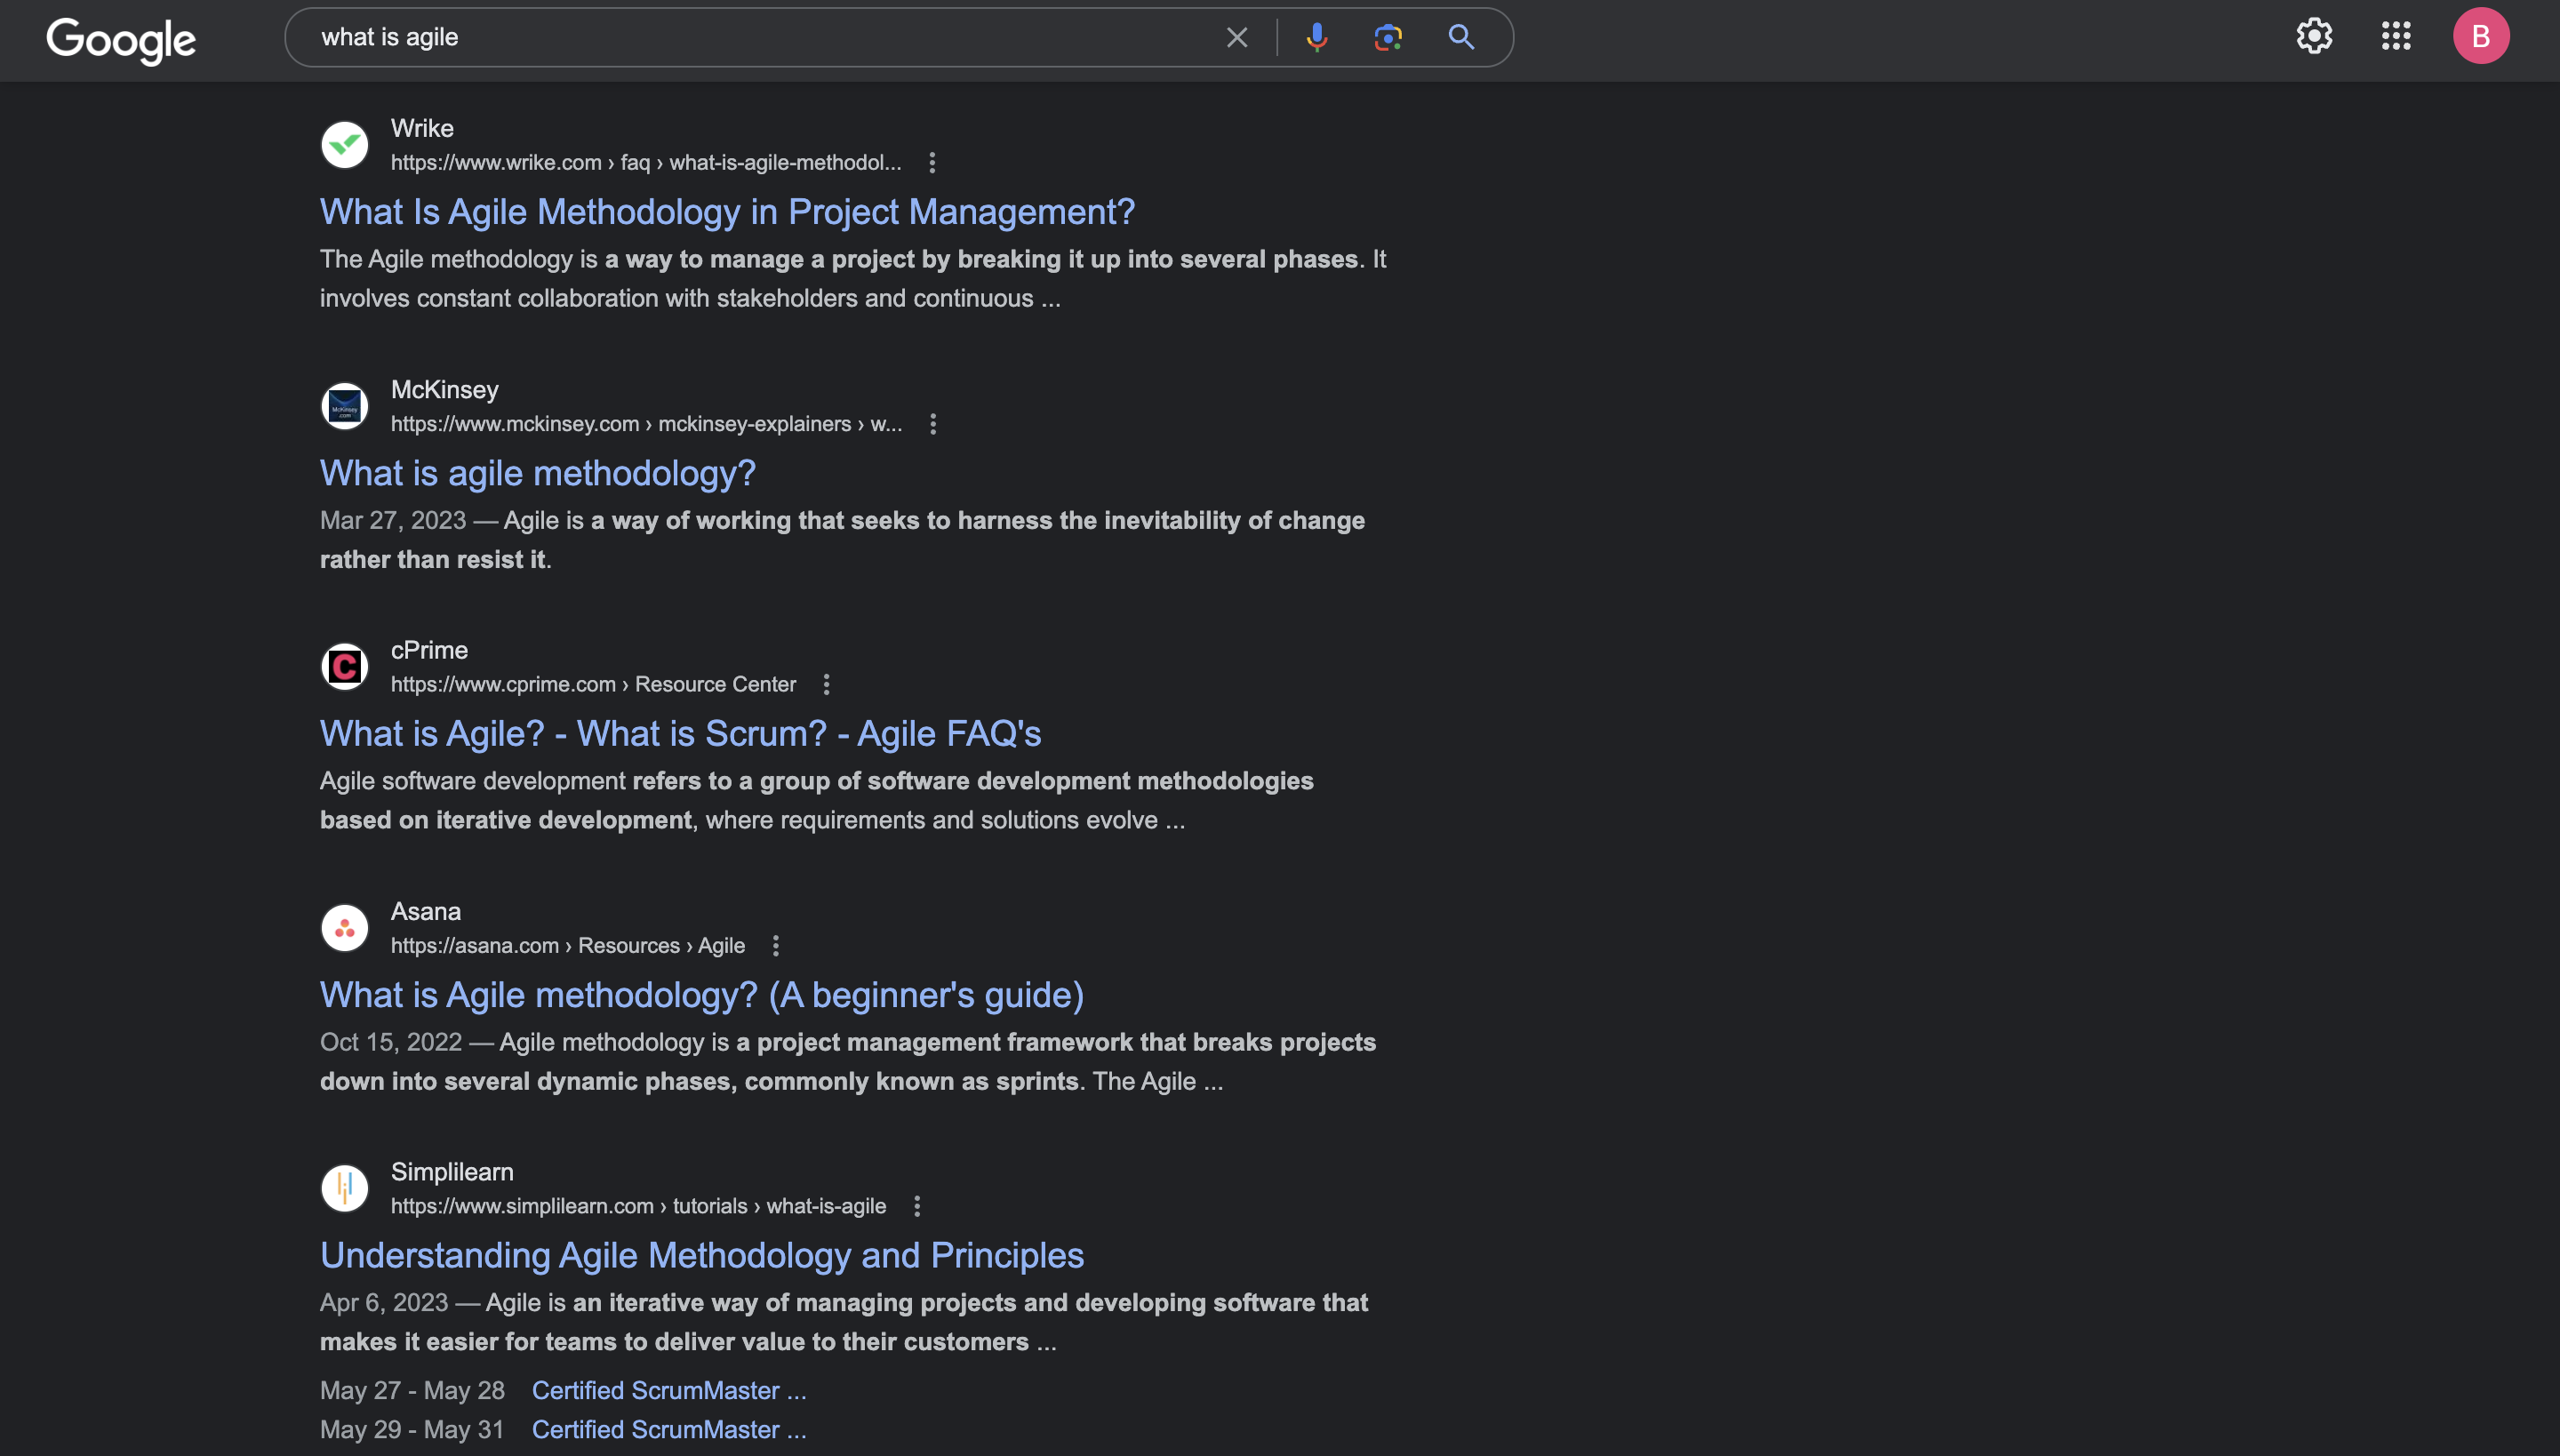 Google
what is agile
B
Wrike
https://www.wrike.com › faq › what-is-agile-methodol...
What Is Agile Methodology in Project Management?
The Agile methodology is a way to manage a project by breaking it up into several phases. It
involves constant collaboration with stakeholders and continuous ...
McKinsey
McKinsey
.com
https://www.mckinsey.com › mckinsey-explainers › w...
What is agile methodology?
Mar 27, 2023 — Agile is a way of working that seeks to harness the inevitability of change
rather than resist it.
cPrime
C
https://www.cprime.com › Resource Center
What is Agile? - What is Scrum? - Agile FAQ's
Agile software development refers to a group of software development methodologies
based on iterative development, where requirements and solutions evolve ...
Asana
https://asana.com › Resources › Agile
What is Agile methodology? (A beginner's guide)
Oct 15, 2022 — Agile methodology is a project management framework that breaks projects
down into several dynamic phases, commonly known as sprints. The Agile ...
Simplilearn
https://www.simplilearn.com › tutorials › what-is-agile
Understanding Agile Methodology and Principles
Apr 6, 2023 — Agile is an iterative way of managing projects and developing software that
makes it easier for teams to deliver value to their customers ...
May 27 - May 28 Certified ScrumMaster ...
May 29 - May 31 Certified ScrumMaster ...